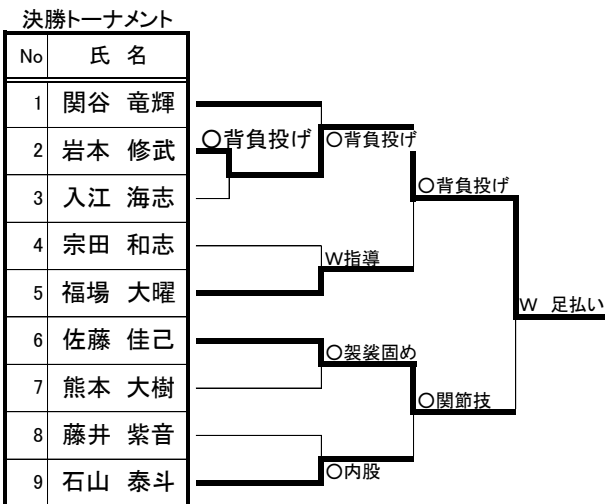 決勝トーナメント
No 氏 名
1 関谷 竜輝
2 岩本 修武
3 入江 海志
4 宗田 和志
5 福場 大曜
6 佐藤 佳己
7 熊本 大樹
8 藤井 紫音
9 石山 泰斗
○背負投げ
○背負投げ
W指導
○袈裟固め
○内股
○背負投げ
○関節技
W 足払い